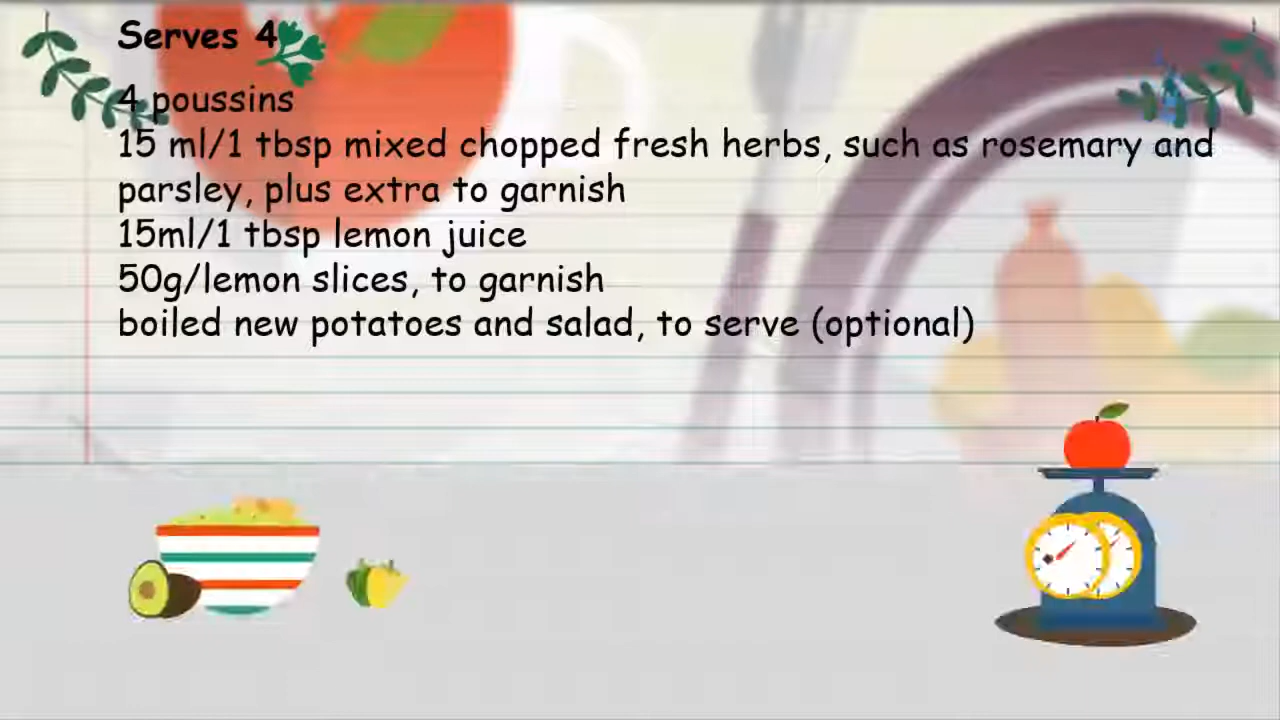 Serves 4
4 poussins
15 ml/1 tbsp mixed chopped fresh herbs, such as rosemary and
parsley, plus extra to garnish
15ml/1 tbsp lemon juice
50g/lemon slices, to garnish
boiled new potatoes and salad, to serve (optional)